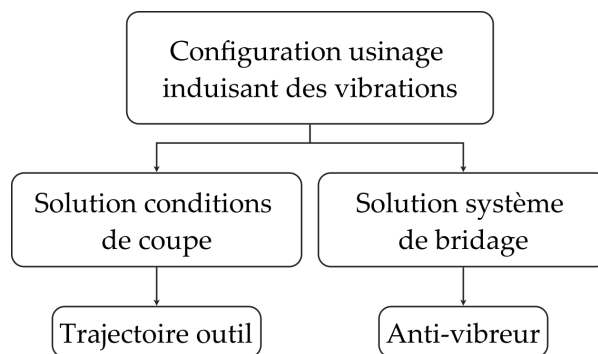 Configuration usinage
induisant des vibrations
Solution conditions
de coupe
Solution système
de bridage
Trajectoire outil
Anti-vibreur